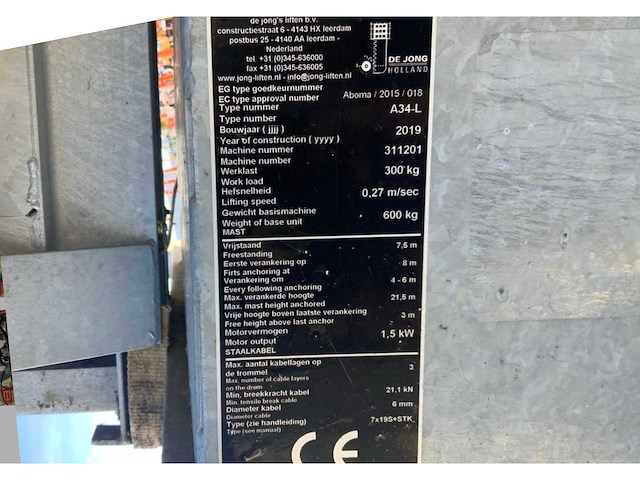 de jong's liften b.v.
constructiestraat 6 - 4143 HX leerdam
postbus 25 - 4140 AA leerdam -
Nederland
tel +31 (0)345-636000
fax +31 (0)345-636005
www.jong-liften.nl - info@jong-liften.nl
DE JONG
HOLLAND
EG type goedkeurnummer
EC type approval number Aboma / 2015 / 018
Type nummer A34-L
Type number
Bouwjaar ( jjjj ) 2019
Year of construction ( yyyy )
Machine nummer 311201
Machine number
Werklast 300 kg
Work load
Hefsnelheid 0,27 m/sec
Lifting speed
Gewicht basismachine 600 kg
Weight of base unit
MAST
Vrijstaand 7,5 m
Freestanding
Eerste verankering op 8 m
Firts anchoring at
Verankering om 4 - 6 m
Every following anchoring
Max. verankerde hoogte 21,5 m
Max. mast height anchored
Vrije hoogte boven laatste verankering 3 m
Free height above last anchor
Motorvermogen 1,5 kW
Motor output
STAALKABEL
Max. aantal kabellagen op 3
de trommel
Max. number of cable layers
on the drum
Min. breekkracht kabel 21,1 kN
Min. tensile break cable
Diameter kabel 6 mm
Diameter cable
Type (zie handleiding) 7x19S+STK
Type (see manual)
CE